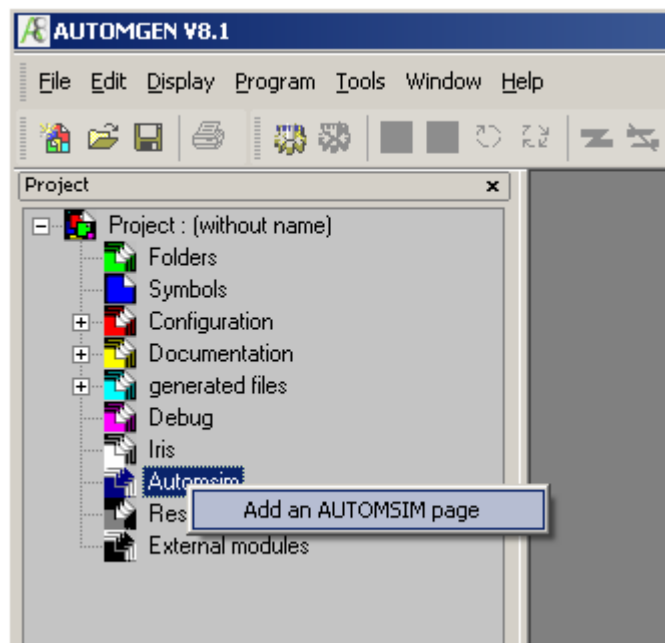 AUTOMGEN V8.1
File Edit Display Program Tools Window Help
Project
Project : (without name)
Folders
Symbols
Configuration
Documentation
generated files
Debug
Iris
Automsim
Add an AUTOMSIM page
Res
External modules